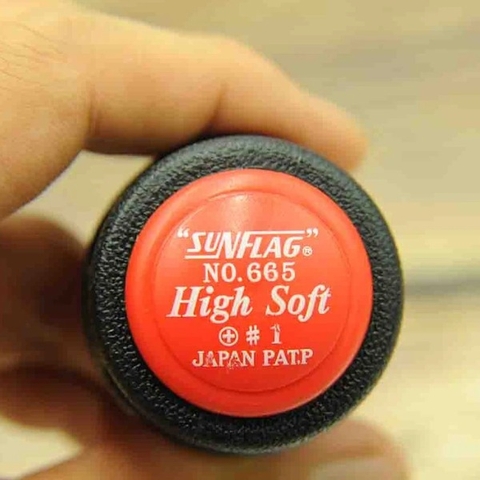 "SUNFLAG"®
NO.665
High Soft
⊕ # 1
JAPAN PAT.P